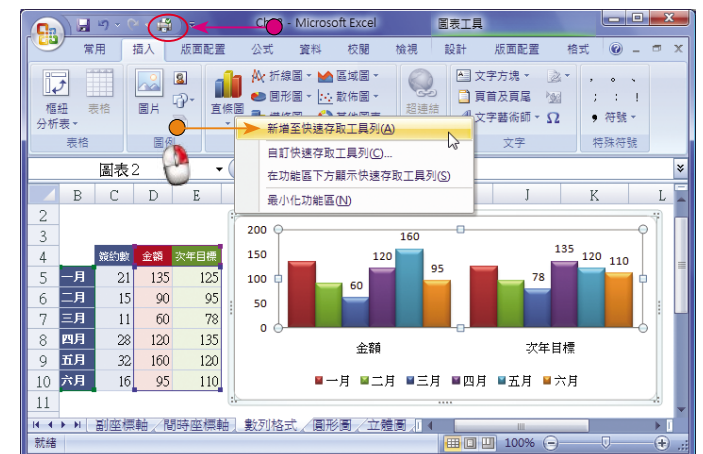 Microsoft Excel
圖表工具
常用 插入 版面配置 公式 資料 校閱 檢視 設計 版面配置 格式
折線圖 區域圖
圓形圖 散佈圖
樞紐
分析表
表格
圖片
直條圖
超連結
文字方塊
頁首及頁尾
文字藝術師
符號
表格
文字
特殊符號
新增至快速存取工具列(A)
自訂快速存取工具列(C)...
在功能區下方顯示快速存取工具列(S)
最小化功能區(N)
圖表 2
B C D E J K L
2
3
4 簽約數 金額 次年目標
5 一月 21 135 125
6 二月 15 90 95
7 三月 11 60 78
8 四月 28 120 135
9 五月 32 160 120
10 六月 16 95 110
11
200
150
100
50
0
60 120 160 95
78 135 120 110
金額 次年目標
一月 二月 三月 四月 五月 六月
副座標軸 間時座標軸 數列格式 圓形圖 立體圖
就緒 100%